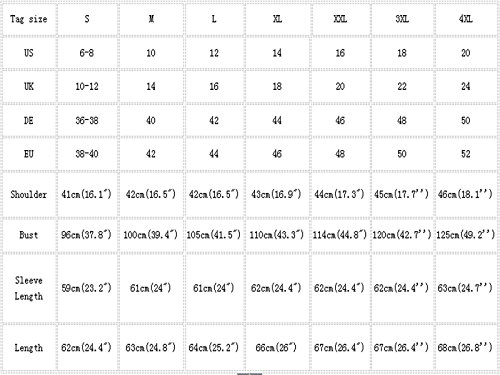 Tag size S M L XL XXL 3XL 4XL
US 6-8 10 12 14 16 18 20
UK 10-12 14 16 18 20 22 24
DE 36-38 40 42 44 46 48 50
EU 38-40 42 44 46 48 50 52
Shoulder 41cm(16.1") 42cm(16.5") 42cm(16.5") 43cm(16.9") 44cm(17.3") 45cm(17.7'') 46cm(18.1'')
Bust 96cm(37.8") 100cm(39.4") 105cm(41.5") 110cm(43.3") 114cm(44.8") 120cm(42.7'') 125cm(49.2'')
Sleeve
Length 59cm(23.2") 61cm(24") 61cm(24") 62cm(24.4") 62cm(24.4") 62cm(24.4'') 63cm(24.7'')
Length 62cm(24.4") 63cm(24.8") 64cm(25.2") 66cm(26") 67cm(26.4") 67cm(26.4'') 68cm(26.8'')